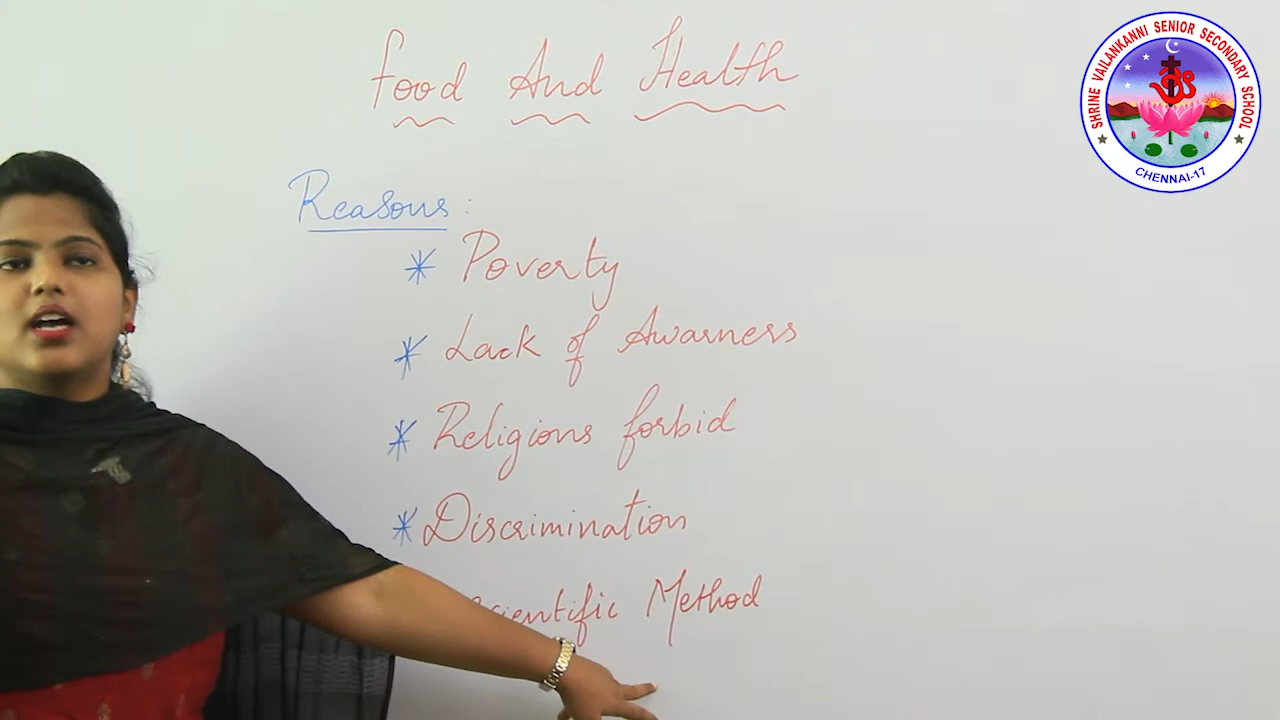 Food And Health
SHRINE VAILANKANNI SENIOR SECONDARY SCHOOL
CHENNAI-17
Reasons:
* Poverty
* Lack of Awarness
* Religions forbid
* Discrimination
Scientific Method